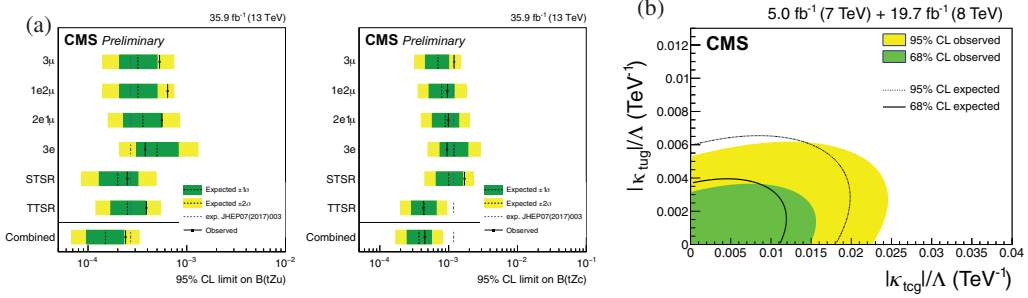 (a)
35.9 fb⁻¹ (13 TeV)
CMS Preliminary
3μ
1e2μ
2e1μ
3e
STSR
TTSR
Combined
Expected ±1σ
Expected ±2σ
exp. JHEP07(2017)003
Observed
10⁻⁴
10⁻³
10⁻²
95% CL limit on B(tZu)
35.9 fb⁻¹ (13 TeV)
CMS Preliminary
3μ
1e2μ
2e1μ
3e
STSR
TTSR
Combined
Expected ±1σ
Expected ±2σ
exp. JHEP07(2017)003
Observed
10⁻⁴
10⁻³
10⁻²
10⁻¹
95% CL limit on B(tZc)
(b)
5.0 fb⁻¹ (7 TeV) + 19.7 fb⁻¹ (8 TeV)
CMS
95% CL observed
68% CL observed
95% CL expected
68% CL expected
|κ_tug|/Λ (TeV⁻¹)
0.012
0.01
0.008
0.006
0.004
0.002
0
0 0.005 0.01 0.015 0.02 0.025 0.03 0.035 0.04
|κ_tcg|/Λ (TeV⁻¹)